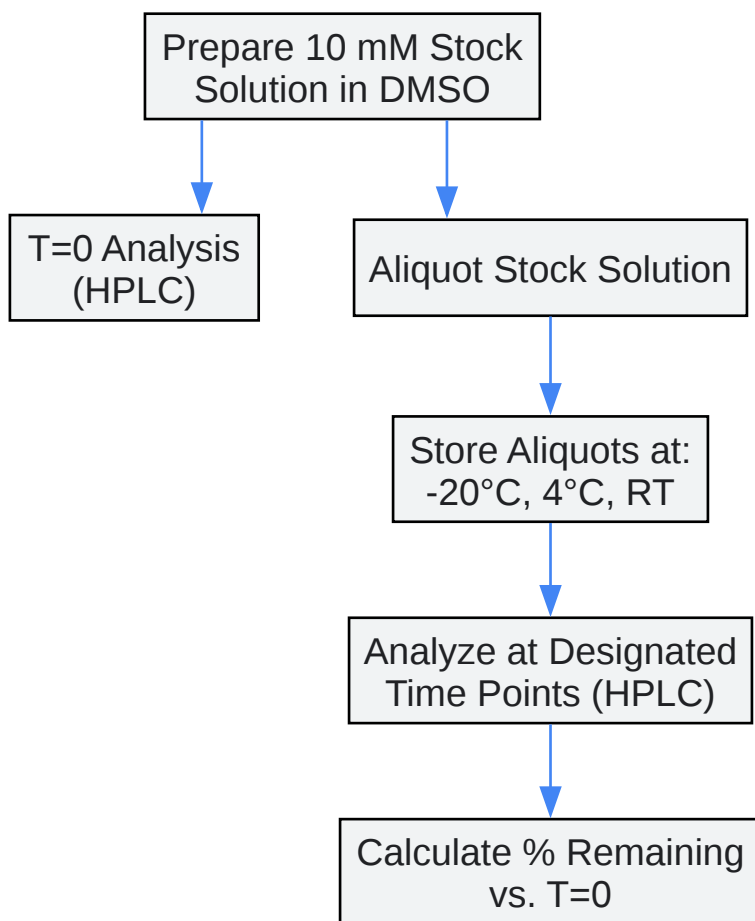 Prepare 10 mM Stock
Solution in DMSO
T=0 Analysis
(HPLC)
Aliquot Stock Solution
Store Aliquots at:
-20°C, 4°C, RT
Analyze at Designated
Time Points (HPLC)
Calculate % Remaining
vs. T=0